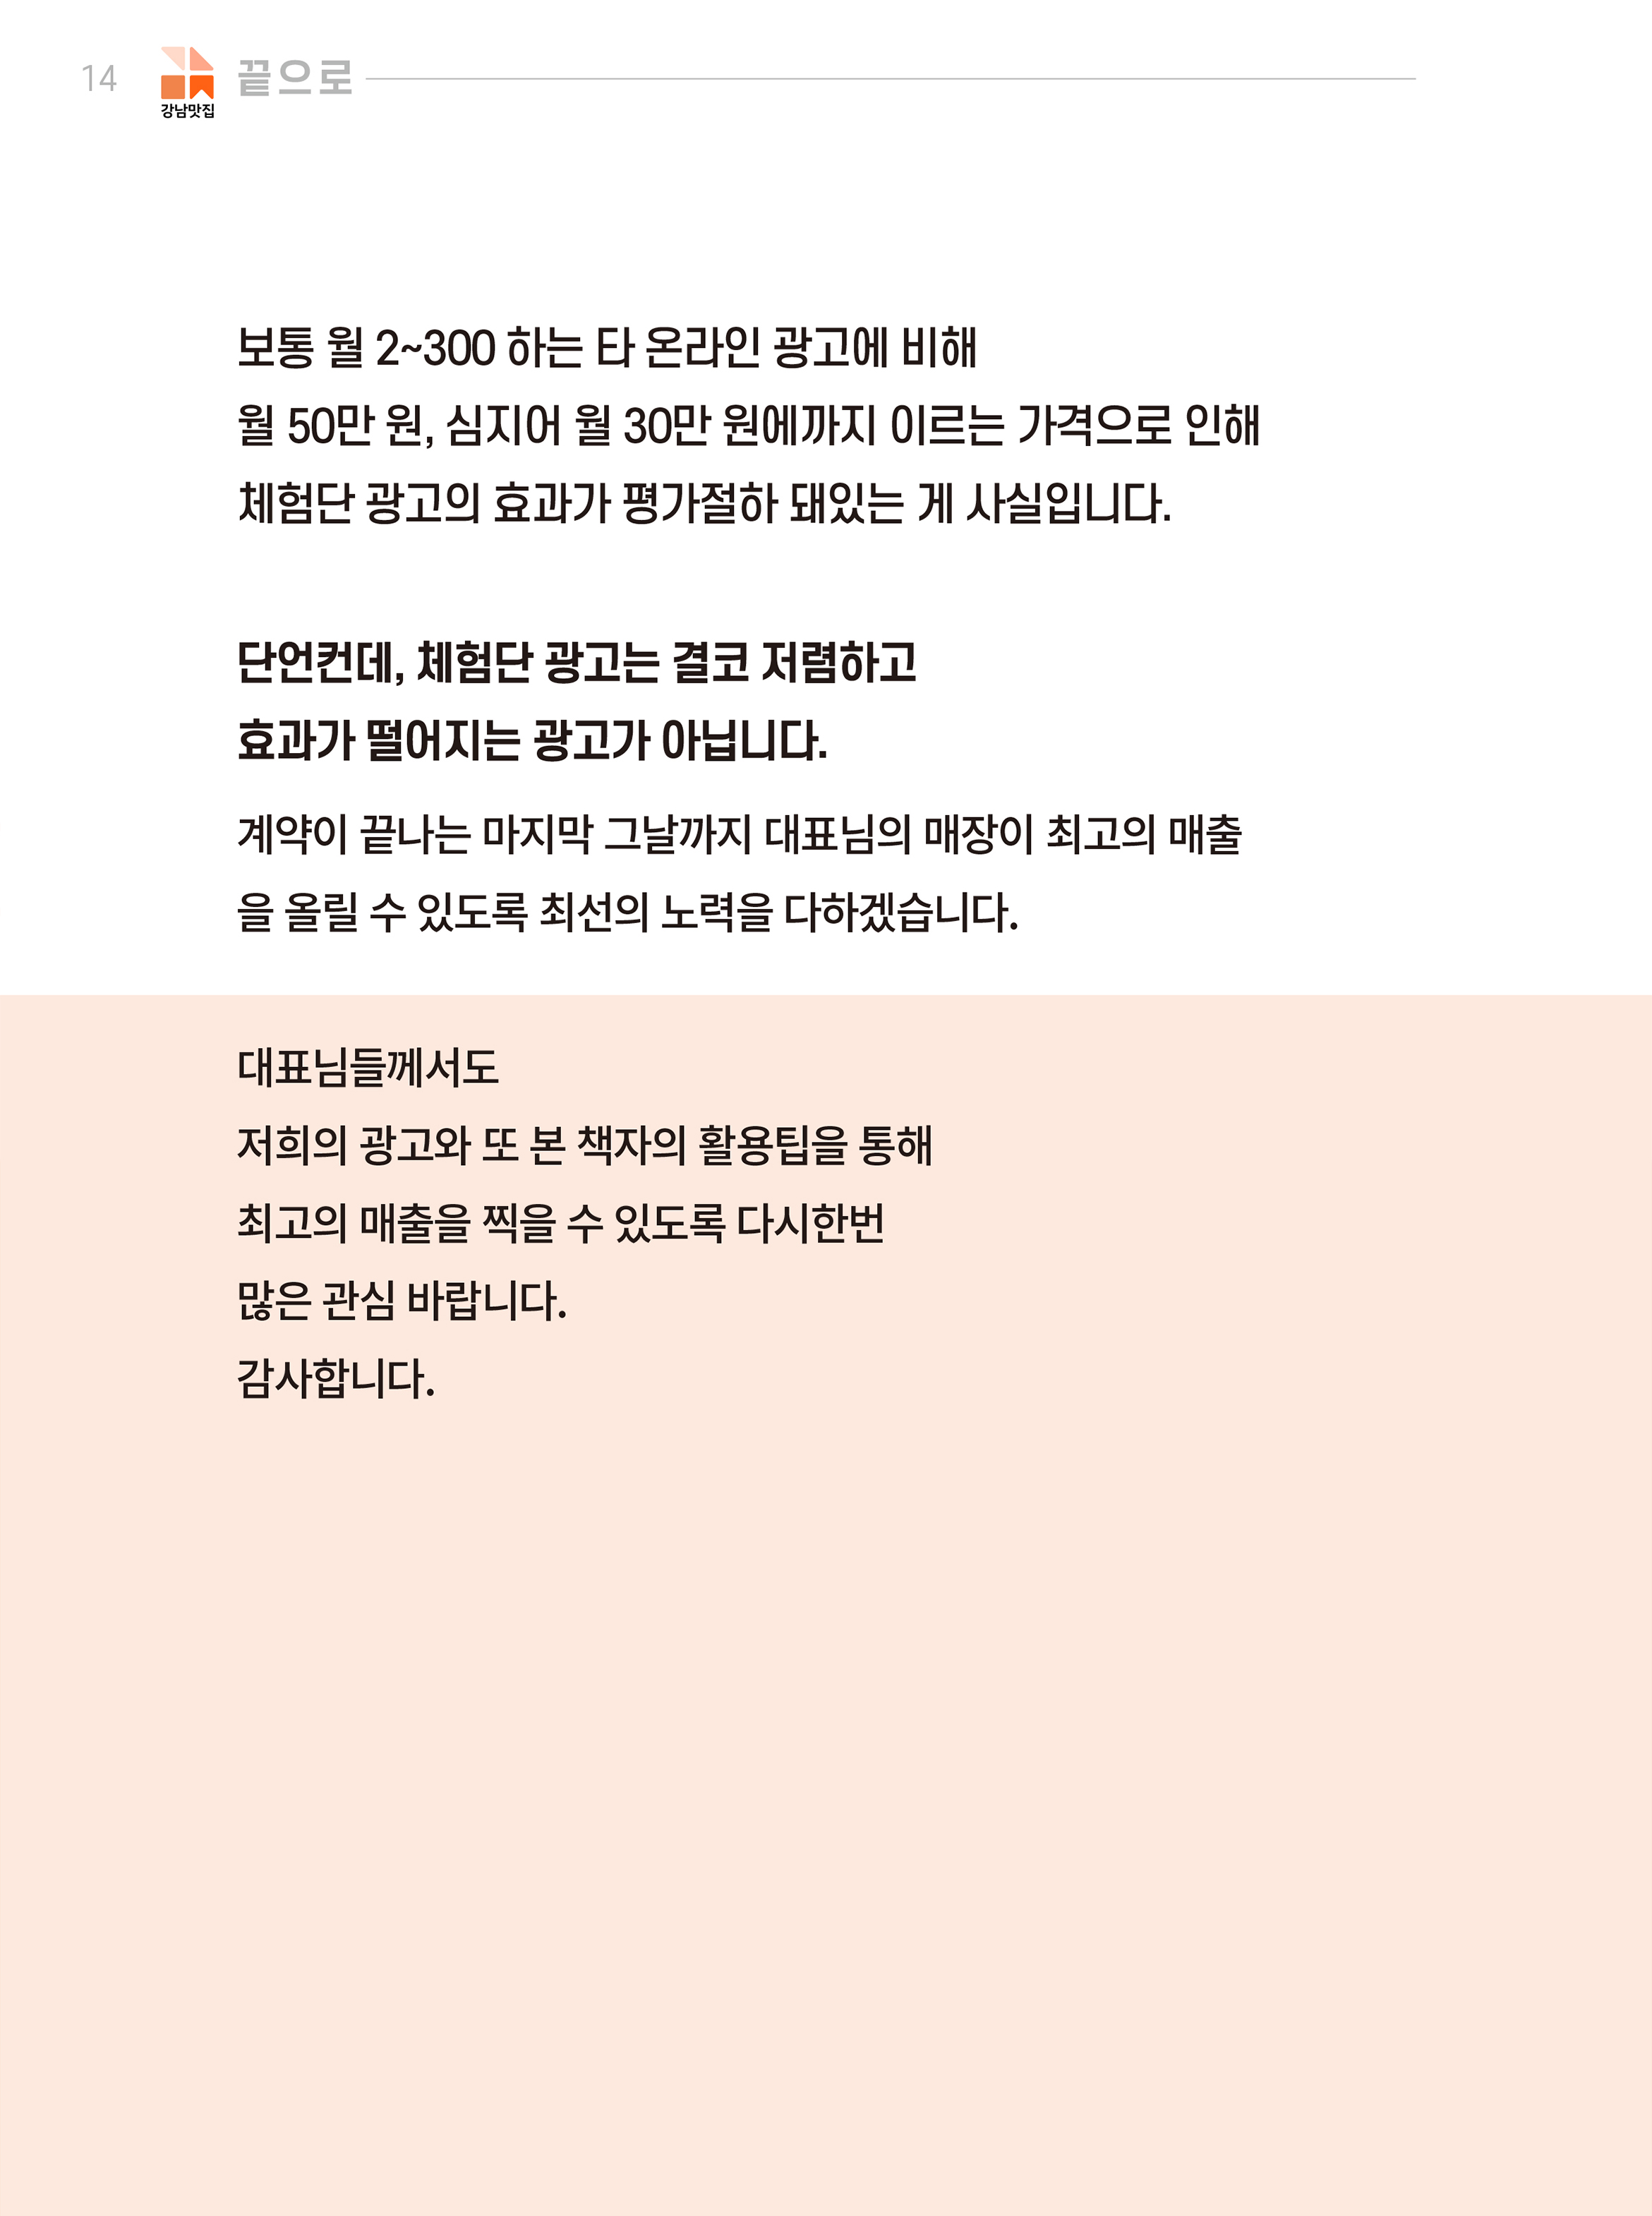 14
강남맛집
끝으로
보통 월 2~300 하는 타 온라인 광고에 비해
월 50만 원, 심지어 월 30만 원에까지 이르는 가격으로 인해
체험단 광고의 효과가 평가절하 돼있는 게 사실입니다.
단언컨데, 체험단 광고는 결코 저렴하고
효과가 떨어지는 광고가 아닙니다.
계약이 끝나는 마지막 그날까지 대표님의 매장이 최고의 매출
을 올릴 수 있도록 최선의 노력을 다하겠습니다.
대표님들께서도
저희의 광고와 또 본 책자의 활용팁을 통해
최고의 매출을 찍을 수 있도록 다시한번
많은 관심 바랍니다.
감사합니다.